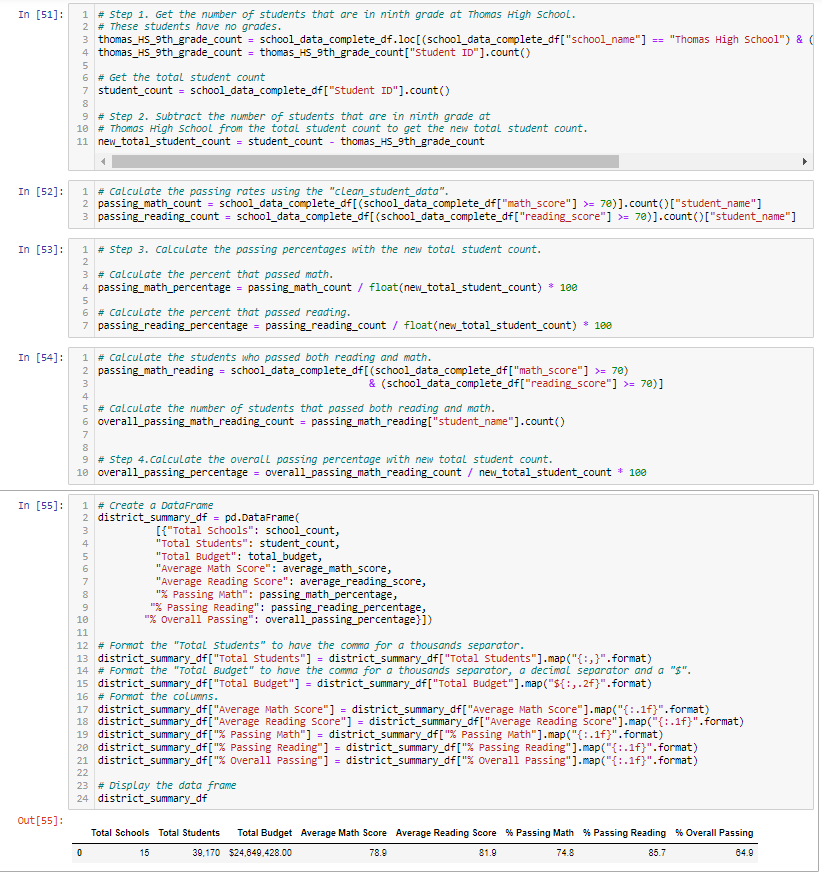 In [51]:
1 # Step 1. Get the number of students that are in ninth grade at Thomas High School.
2 # These students have no grades.
3 thomas_HS_9th_grade_count = school_data_complete_df.loc[(school_data_complete_df["school_name"] == "Thomas High School") & (
4 thomas_HS_9th_grade_count = thomas_HS_9th_grade_count["Student ID"].count()
5
6 # Get the total student count
7 student_count = school_data_complete_df["Student ID"].count()
8
9 # Step 2. Subtract the number of students that are in ninth grade at
10 # Thomas High School from the total student count to get the new total student count.
11 new_total_student_count = student_count - thomas_HS_9th_grade_count
In [52]:
1 # Calculate the passing rates using the "clean_student_data".
2 passing_math_count = school_data_complete_df[(school_data_complete_df["math_score"] >= 70)].count()["student_name"]
3 passing_reading_count = school_data_complete_df[(school_data_complete_df["reading_score"] >= 70)].count()["student_name"]
In [53]:
1 # Step 3. Calculate the passing percentages with the new total student count.
2
3 # Calculate the percent that passed math.
4 passing_math_percentage = passing_math_count / float(new_total_student_count) * 100
5
6 # Calculate the percent that passed reading.
7 passing_reading_percentage = passing_reading_count / float(new_total_student_count) * 100
In [54]:
1 # Calculate the students who passed both reading and math.
2 passing_math_reading = school_data_complete_df[(school_data_complete_df["math_score"] >= 70)
3 & (school_data_complete_df["reading_score"] >= 70)]
4
5 # Calculate the number of students that passed both reading and math.
6 overall_passing_math_reading_count = passing_math_reading["student_name"].count()
7
8
9 # Step 4.Calculate the overall passing percentage with new total student count.
10 overall_passing_percentage = overall_passing_math_reading_count / new_total_student_count * 100
In [55]:
1 # Create a DataFrame
2 district_summary_df = pd.DataFrame(
3 [{"Total Schools": school_count,
4 "Total Students": student_count,
5 "Total Budget": total_budget,
6 "Average Math Score": average_math_score,
7 "Average Reading Score": average_reading_score,
8 "% Passing Math": passing_math_percentage,
9 "% Passing Reading": passing_reading_percentage,
10 "% Overall Passing": overall_passing_percentage}])
11
12 # Format the "Total Students" to have the comma for a thousands separator.
13 district_summary_df["Total Students"] = district_summary_df["Total Students"].map("{:,}".format)
14 # Format the "Total Budget" to have the comma for a thousands separator, a decimal separator and a "$".
15 district_summary_df["Total Budget"] = district_summary_df["Total Budget"].map("${:,.2f}".format)
16 # Format the columns.
17 district_summary_df["Average Math Score"] = district_summary_df["Average Math Score"].map("{:.1f}".format)
18 district_summary_df["Average Reading Score"] = district_summary_df["Average Reading Score"].map("{:.1f}".format)
19 district_summary_df["% Passing Math"] = district_summary_df["% Passing Math"].map("{:.1f}".format)
20 district_summary_df["% Passing Reading"] = district_summary_df["% Passing Reading"].map("{:.1f}".format)
21 district_summary_df["% Overall Passing"] = district_summary_df["% Overall Passing"].map("{:.1f}".format)
22
23 # Display the data frame
24 district_summary_df
Out[55]:
Total Schools Total Students Total Budget Average Math Score Average Reading Score % Passing Math % Passing Reading % Overall Passing
0 15 39,170 $24,649,428.00 78.9 81.9 74.8 85.7 64.9